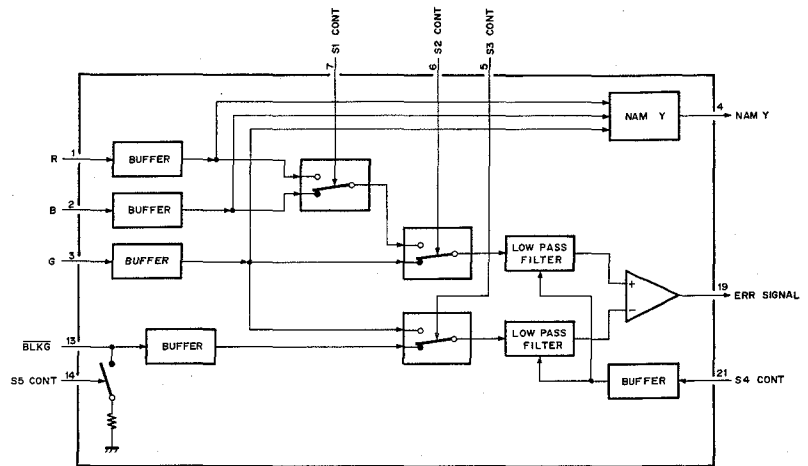 7 S1 CONT
6 S2 CONT
5 S3 CONT
NAM Y
4
NAM Y
R 1
BUFFER
B 2
BUFFER
G 3
BUFFER
LOW PASS
FILTER
+
−
19
ERR SIGNAL
LOW PASS
FILTER
BLKG 13
BUFFER
S5 CONT 14
BUFFER
21
S4 CONT